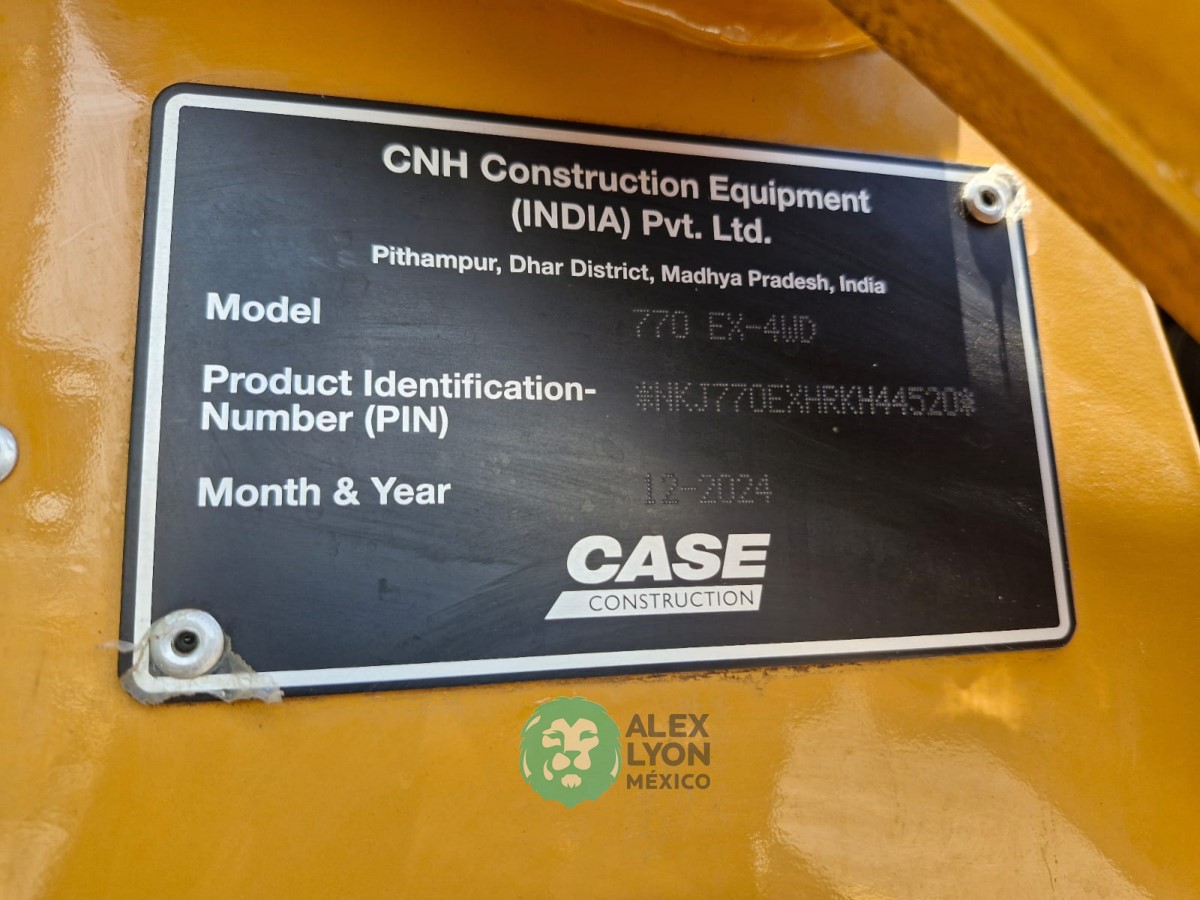 CNH Construction Equipment
(INDIA) Pvt. Ltd.
Pithampur, Dhar District, Madhya Pradesh, India
Model 770 EX-4WD
Product Identification-
Number (PIN) *NKJ770EXHRKH44520*
Month & Year 12-2024
CASE
CONSTRUCTION
ALEX
LYON
MÉXICO